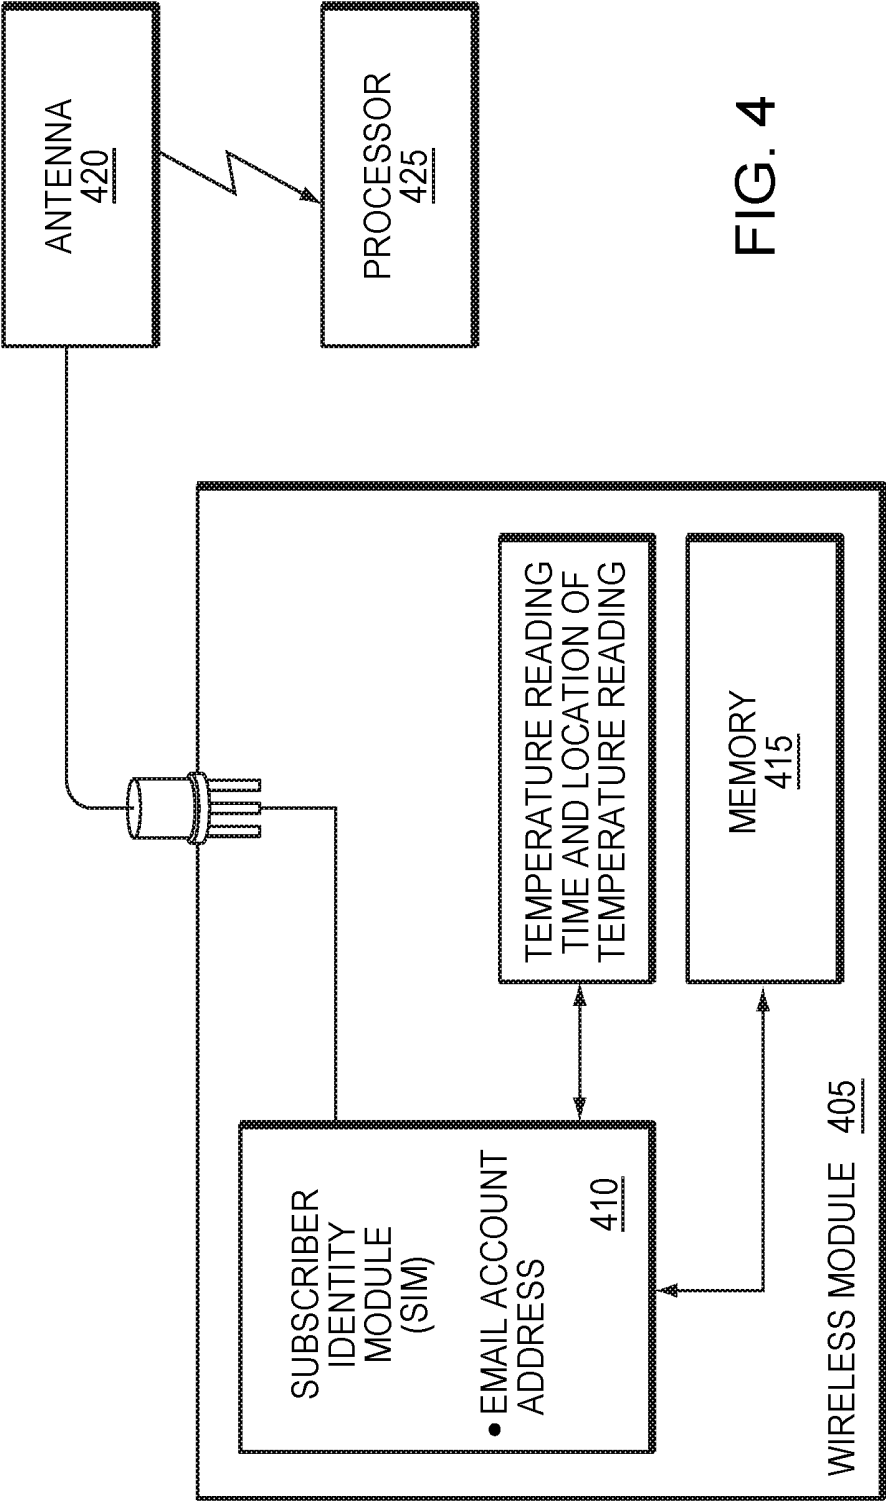 SUBSCRIBER
IDENTITY
MODULE
(SIM)
• EMAIL ACCOUNT
ADDRESS
410
TEMPERATURE READING
TIME AND LOCATION OF
TEMPERATURE READING
MEMORY
415
WIRELESS MODULE 405
ANTENNA
420
PROCESSOR
425
FIG. 4